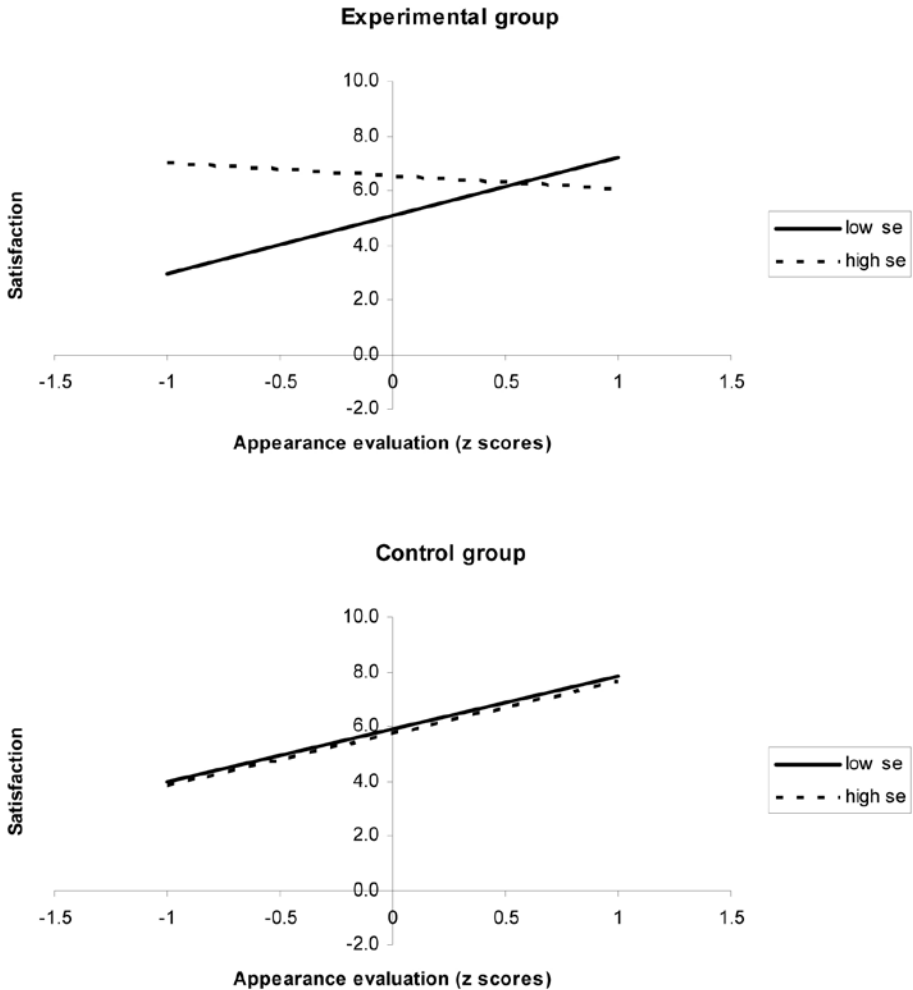 Experimental group
10.0
8.0
6.0
4.0
2.0
0.0
-1.5 -1 -0.5 0 0.5 1 1.5
-2.0
Satisfaction
Appearance evaluation (z scores)
low se
high se
Control group
10.0
8.0
6.0
4.0
2.0
0.0
-1.5 -1 -0.5 0 0.5 1 1.5
-2.0
Satisfaction
Appearance evaluation (z scores)
low se
high se